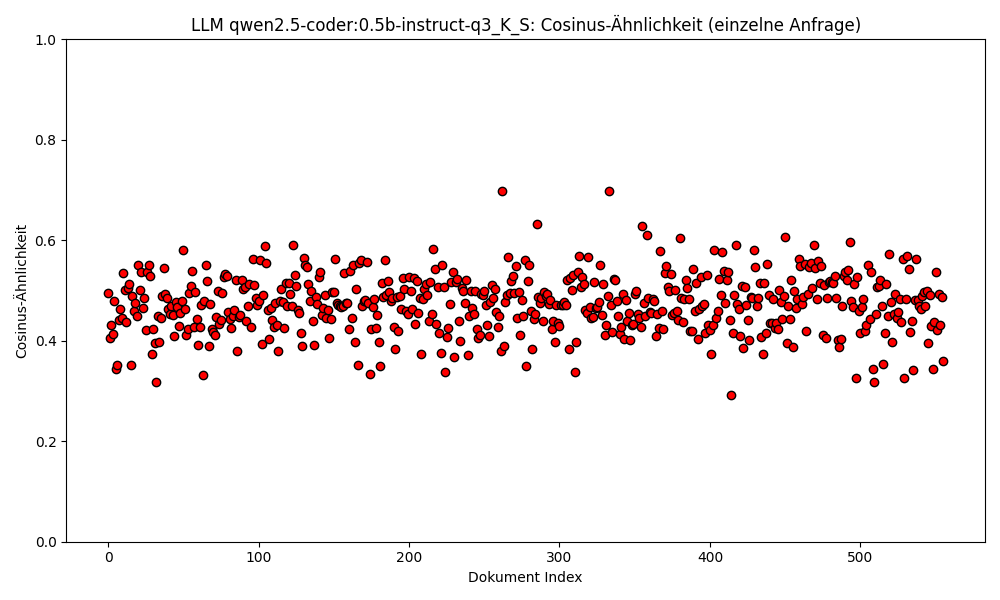 LLM qwen2.5-coder:0.5b-instruct-q3_K_S: Cosinus-Ähnlichkeit (einzelne Anfrage)
1.0
0.8
0.6
0.4
0.2
0.0
Cosinus-Ähnlichkeit
0 100 200 300 400 500
Dokument Index